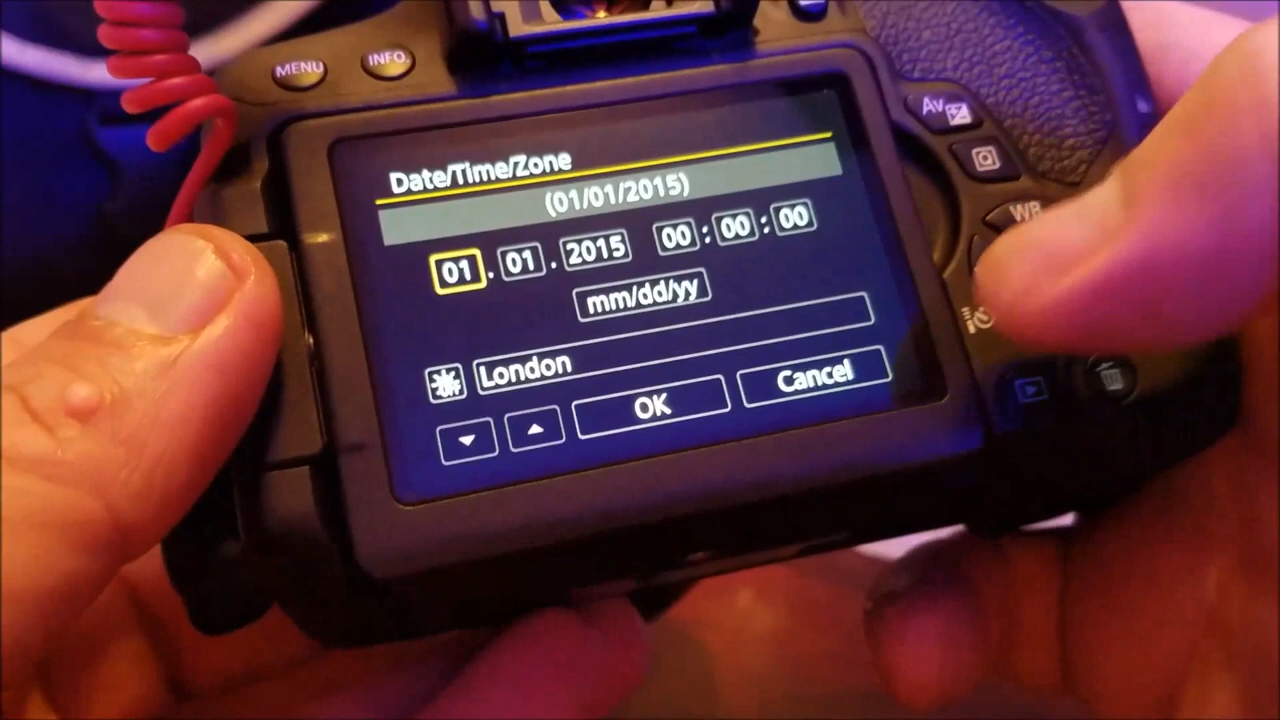 MENU INFO.
Av
Date/Time/Zone
(01/01/2015)
01 . 01 . 2015 00 : 00 : 00
mm/dd/yy
London
OK Cancel
WB
OFF